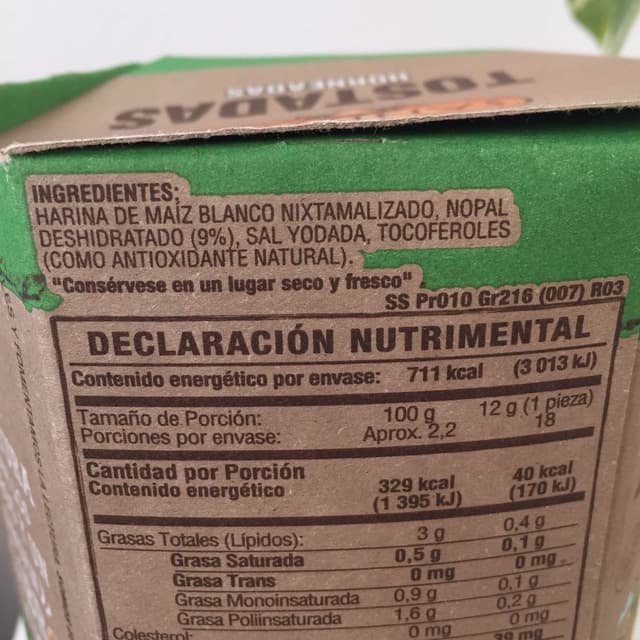 TOSTADAS
HORNEADAS
INGREDIENTES:
HARINA DE MAÍZ BLANCO NIXTAMALIZADO, NOPAL
DESHIDRATADO (9%), SAL YODADA, TOCOFEROLES
(COMO ANTIOXIDANTE NATURAL).
"Consérvese en un lugar seco y fresco"
SS Pr010 Gr216 (007) R03
DECLARACIÓN NUTRIMENTAL
Contenido energético por envase: 711 kcal (3 013 kJ)
Tamaño de Porción: 100 g 12 g (1 pieza)
Porciones por envase: Aprox. 2,2 18
Cantidad por Porción
Contenido energético 329 kcal 40 kcal
(1 395 kJ) (170 kJ)
Grasas Totales (Lípidos): 3 g 0,4 g
Grasa Saturada 0,5 g 0,1 g
Grasa Trans 0 mg 0 mg
Grasa Monoinsaturada 0,9 g 0,1 g
Grasa Poliinsaturada 1,6 g 0,2 g
Colesterol: 0 mg 0 mg
39 mg